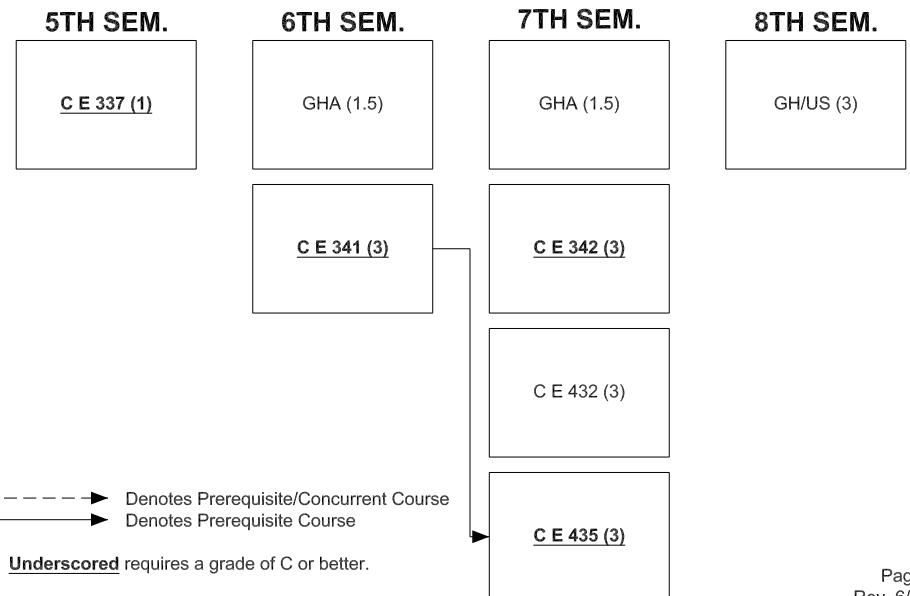 5TH SEM. 6TH SEM. 7TH SEM. 8TH SEM.
C E 337 (1) GHA (1.5) GHA (1.5) GH/US (3)
C E 341 (3) C E 342 (3)
C E 432 (3)
Denotes Prerequisite/Concurrent Course
Denotes Prerequisite Course
C E 435 (3)
Underscored requires a grade of C or better.
Pag